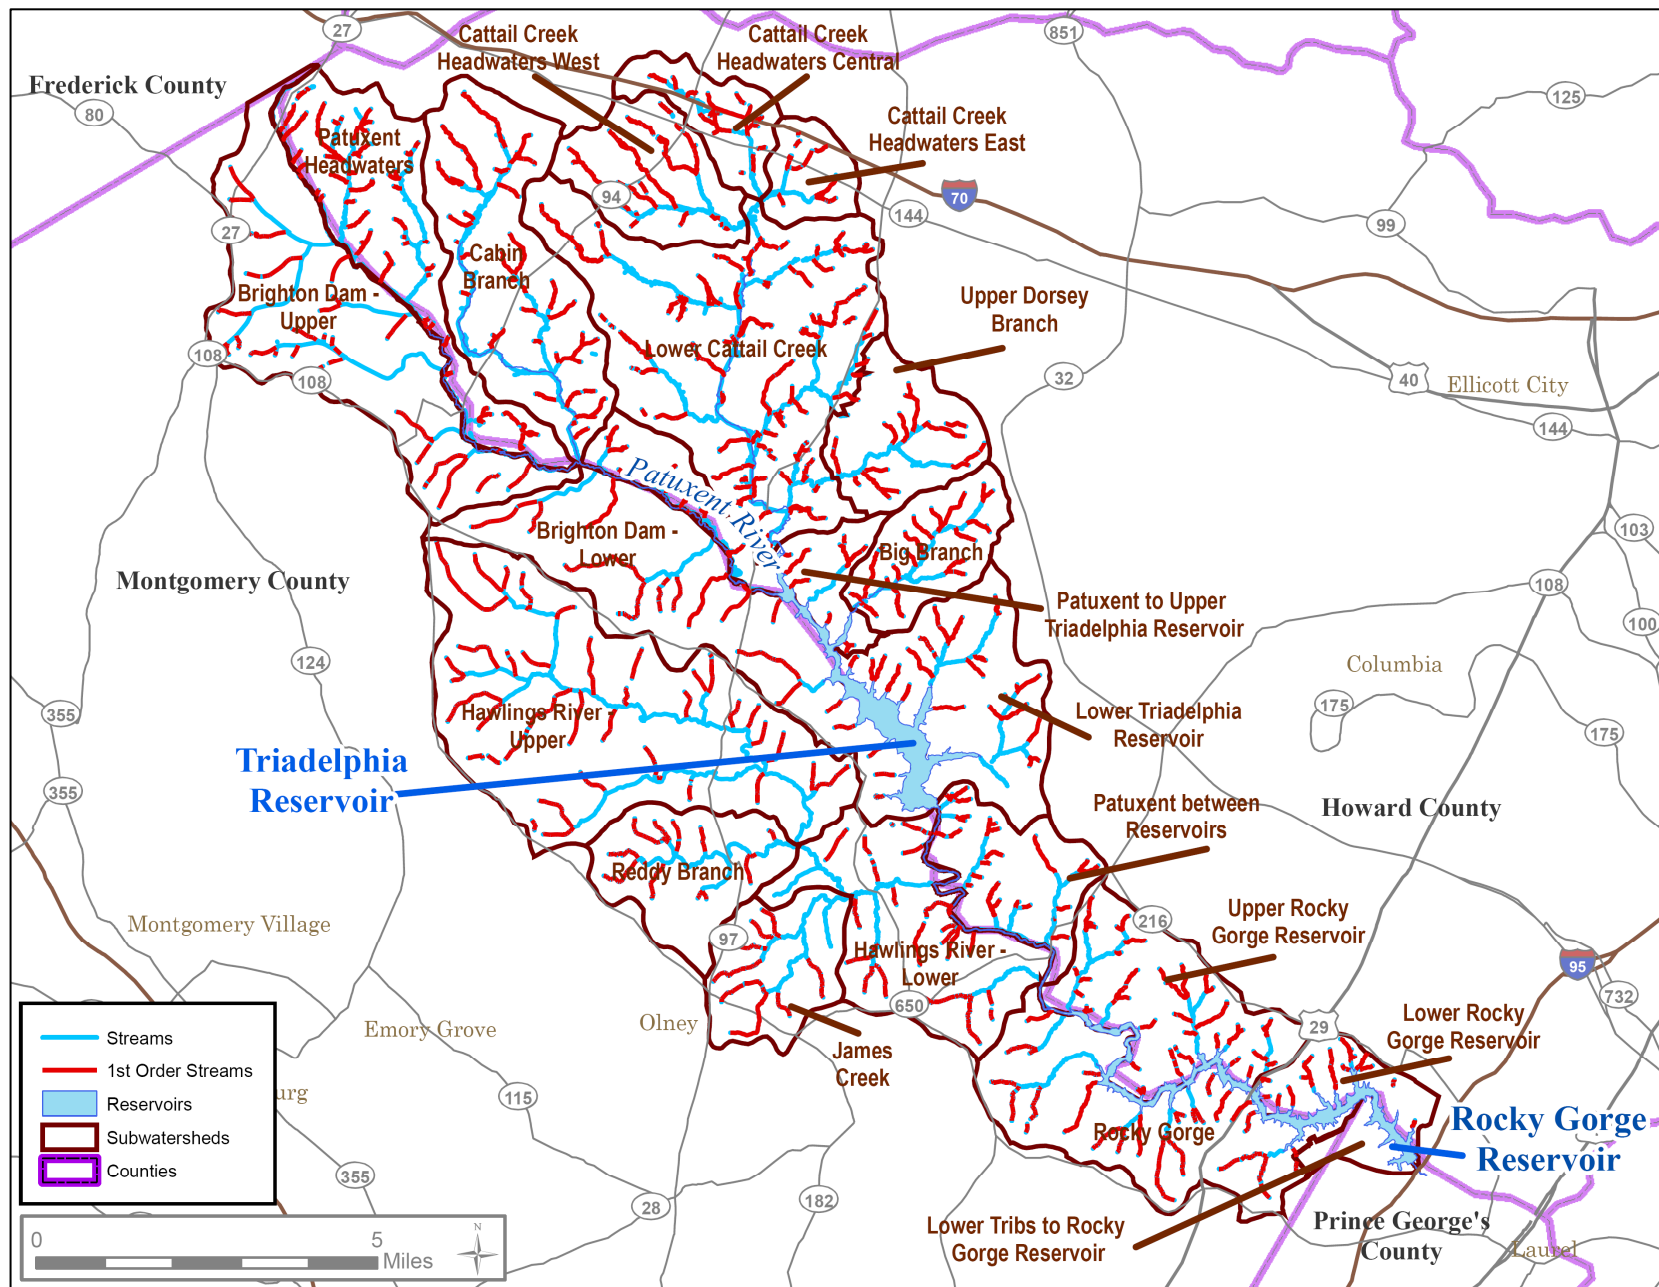 27
Cattail Creek
Headwaters West
Cattail Creek
Headwaters Central
851
Frederick County
80
125
Cattail Creek
Headwaters East
Patuxent
Headwaters
94
70
144
99
27
Cabin
Branch
Brighton Dam -
Upper
Upper Dorsey
Branch
Lower Cattail Creek
108
108
32
40
Ellicott City
144
Patuxent River
Brighton Dam -
Lower
Big Branch
103
Montgomery County
108
Patuxent to Upper
Triadelphia Reservoir
100
124
Columbia
355
Hawlings River -
Upper
Lower Triadelphia
Reservoir
175
175
Triadelphia
Reservoir
355
Patuxent between
Reservoirs
Howard County
Reddy Branch
Montgomery Village
97
Hawlings River -
Lower
216
Upper Rocky
Gorge Reservoir
95
732
650
Emory Grove
Olney
29
Lower Rocky
Gorge Reservoir
James
Creek
Streams
1st Order Streams
Reservoirs
Subwatersheds
Counties
urg
115
Rocky Gorge
Rocky Gorge
Reservoir
355
28
182
Lower Tribs to Rocky
Gorge Reservoir
Prince George's
County
Laurel
0
5
Miles
N